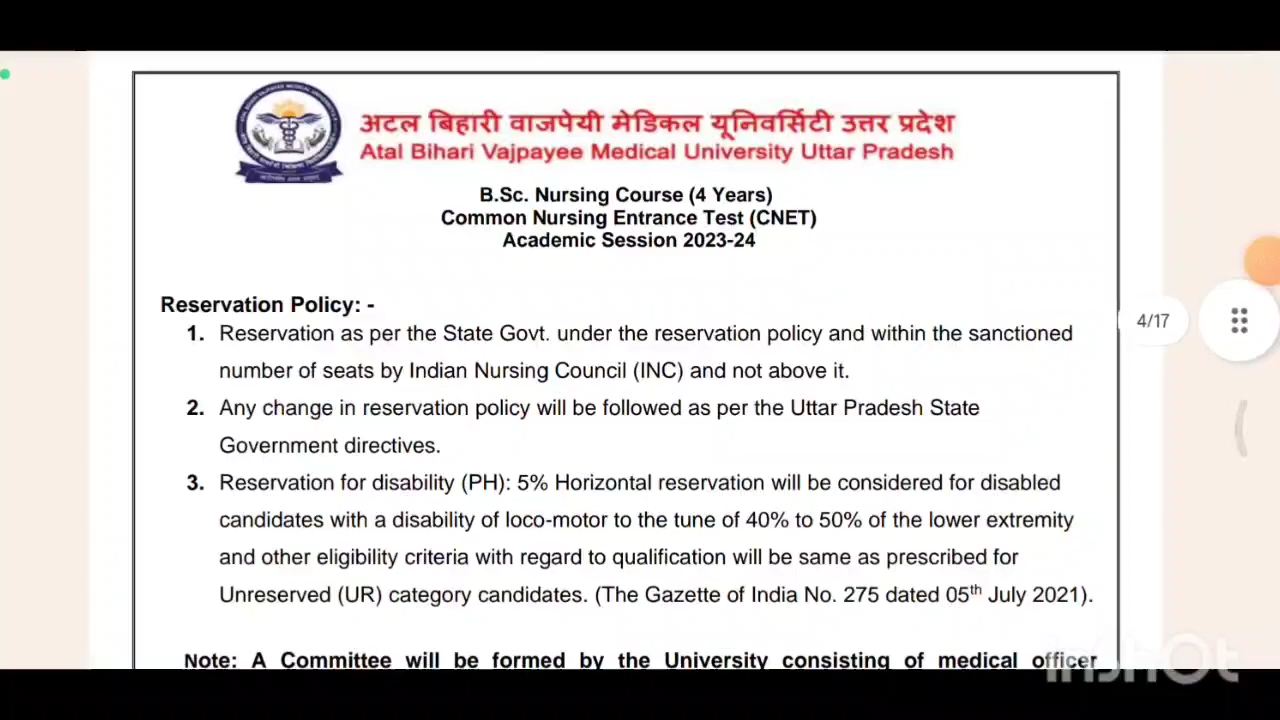 अटल बिहारी वाजपेयी मेडिकल यूनिवर्सिटी उत्तर प्रदेश
Atal Bihari Vajpayee Medical University Uttar Pradesh
B.Sc. Nursing Course (4 Years)
Common Nursing Entrance Test (CNET)
Academic Session 2023-24
Reservation Policy: -
1. Reservation as per the State Govt. under the reservation policy and within the sanctioned
number of seats by Indian Nursing Council (INC) and not above it.
2. Any change in reservation policy will be followed as per the Uttar Pradesh State
Government directives.
3. Reservation for disability (PH): 5% Horizontal reservation will be considered for disabled
candidates with a disability of loco-motor to the tune of 40% to 50% of the lower extremity
and other eligibility criteria with regard to qualification will be same as prescribed for
Unreserved (UR) category candidates. (The Gazette of India No. 275 dated 05th July 2021).
Note: A Committee will be formed by the University consisting of medical officer
4/17
InShOt